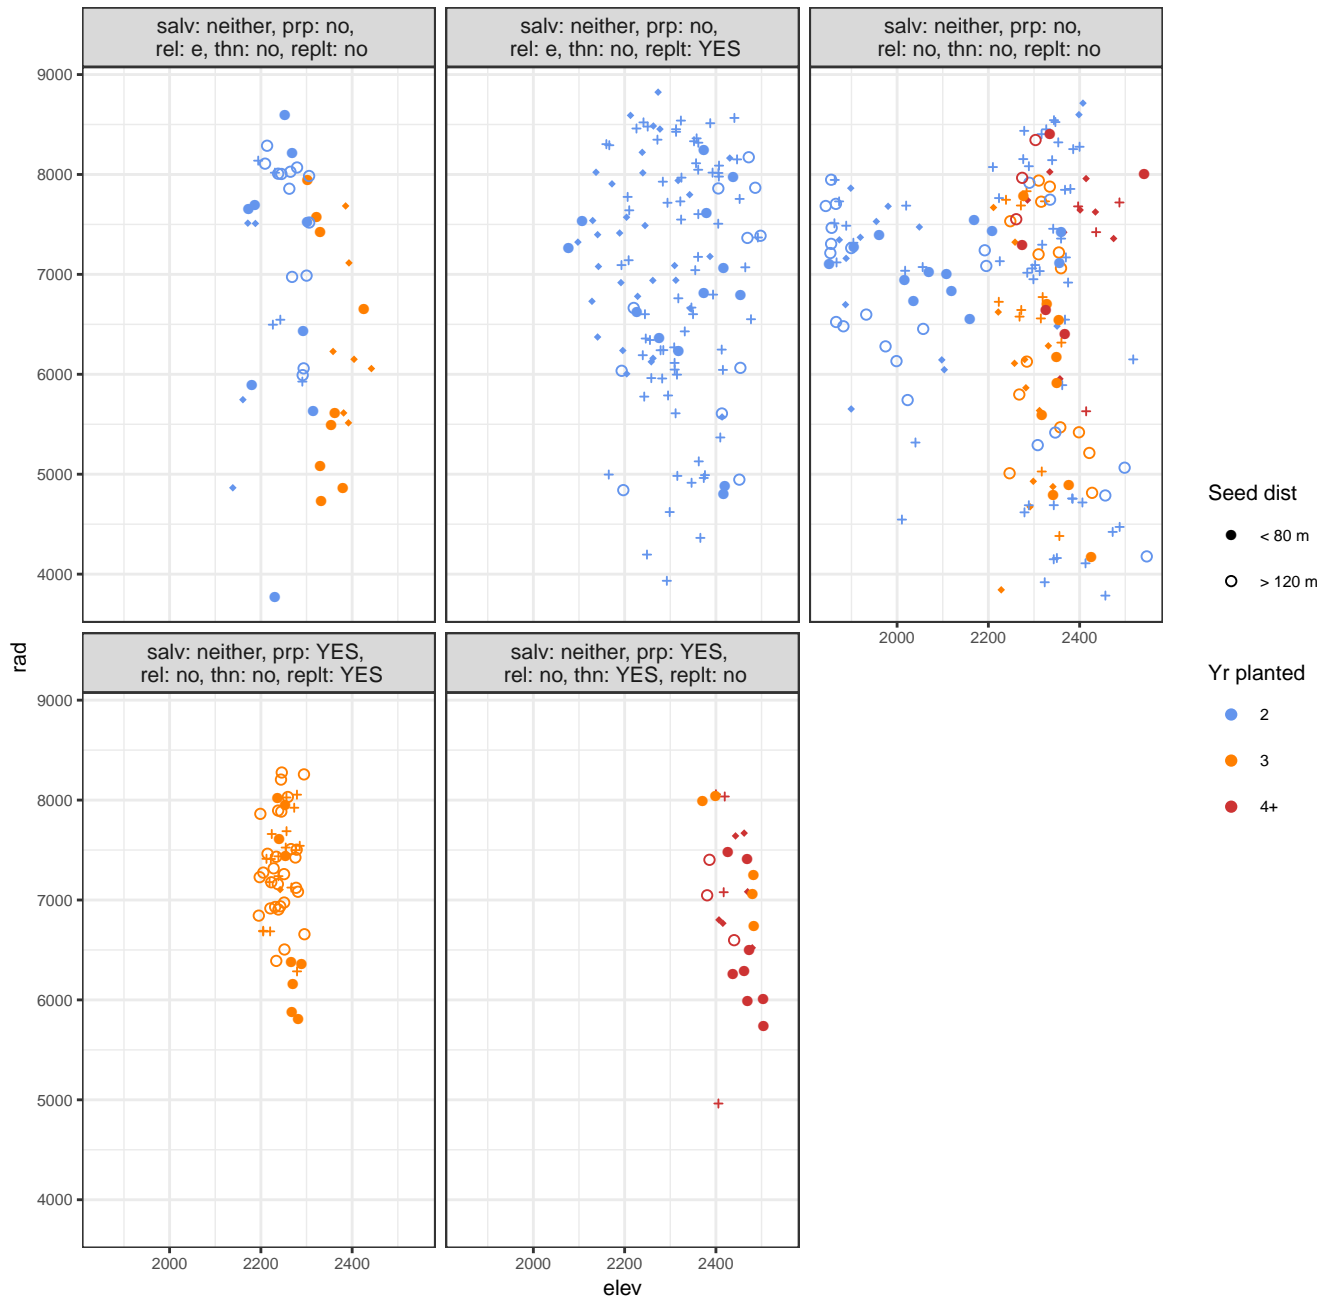 salv: neither, prp: no,
rel: e, thn: no, replt: no
salv: neither, prp: no,
rel: e, thn: no, replt: YES
salv: neither, prp: no,
rel: no, thn: no, replt: no
9000
8000
7000
6000
5000
4000
2000
2200
2400
salv: neither, prp: YES,
rel: no, thn: no, replt: YES
salv: neither, prp: YES,
rel: no, thn: YES, replt: no
9000
8000
7000
6000
5000
4000
2000
2200
2400
2000
2200
2400
rad
elev
Seed dist
< 80 m
> 120 m
Yr planted
2
3
4+